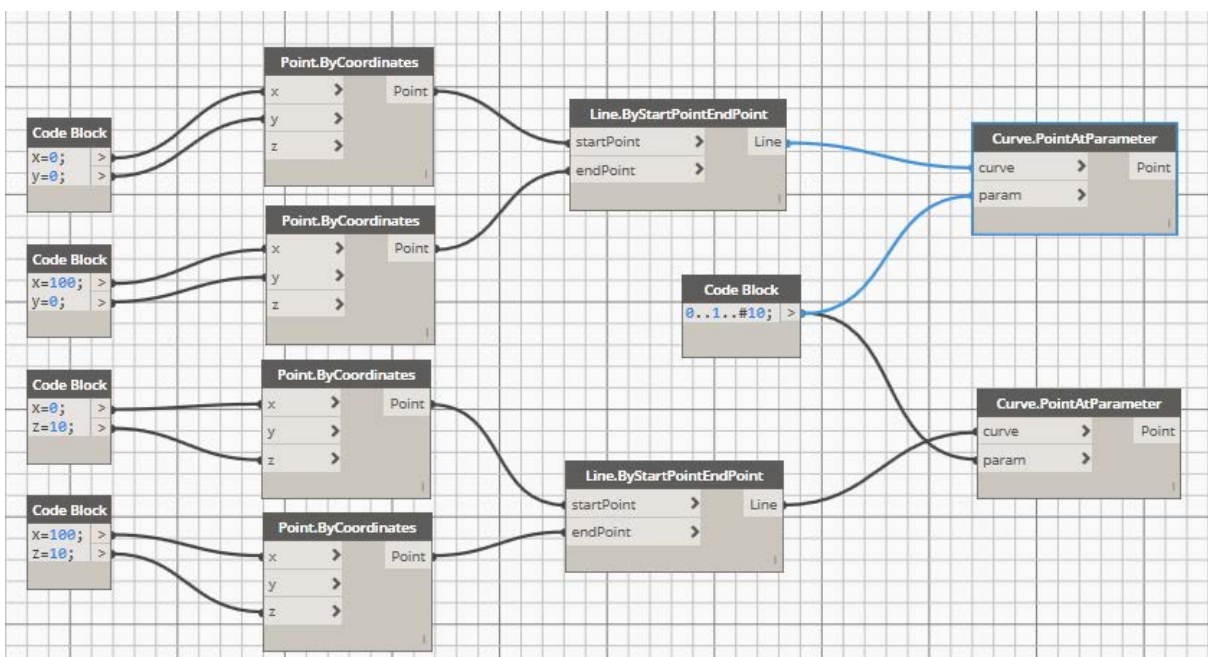 Point.ByCoordinates
x > Point
y >
z >
Code Block
x=0; >
y=0; >
Line.ByStartPointEndPoint
startPoint > Line
endPoint >
Curve.PointAtParameter
curve > Point
param >
Point.ByCoordinates
x > Point
y >
z >
Code Block
x=100; >
y=0; >
Code Block
0..1..#10; >
Point.ByCoordinates
x > Point
y >
z >
Code Block
x=0; >
z=10; >
Curve.PointAtParameter
curve > Point
param >
Line.ByStartPointEndPoint
startPoint > Line
endPoint >
Code Block
x=100; >
z=10; >
Point.ByCoordinates
x > Point
y >
z >